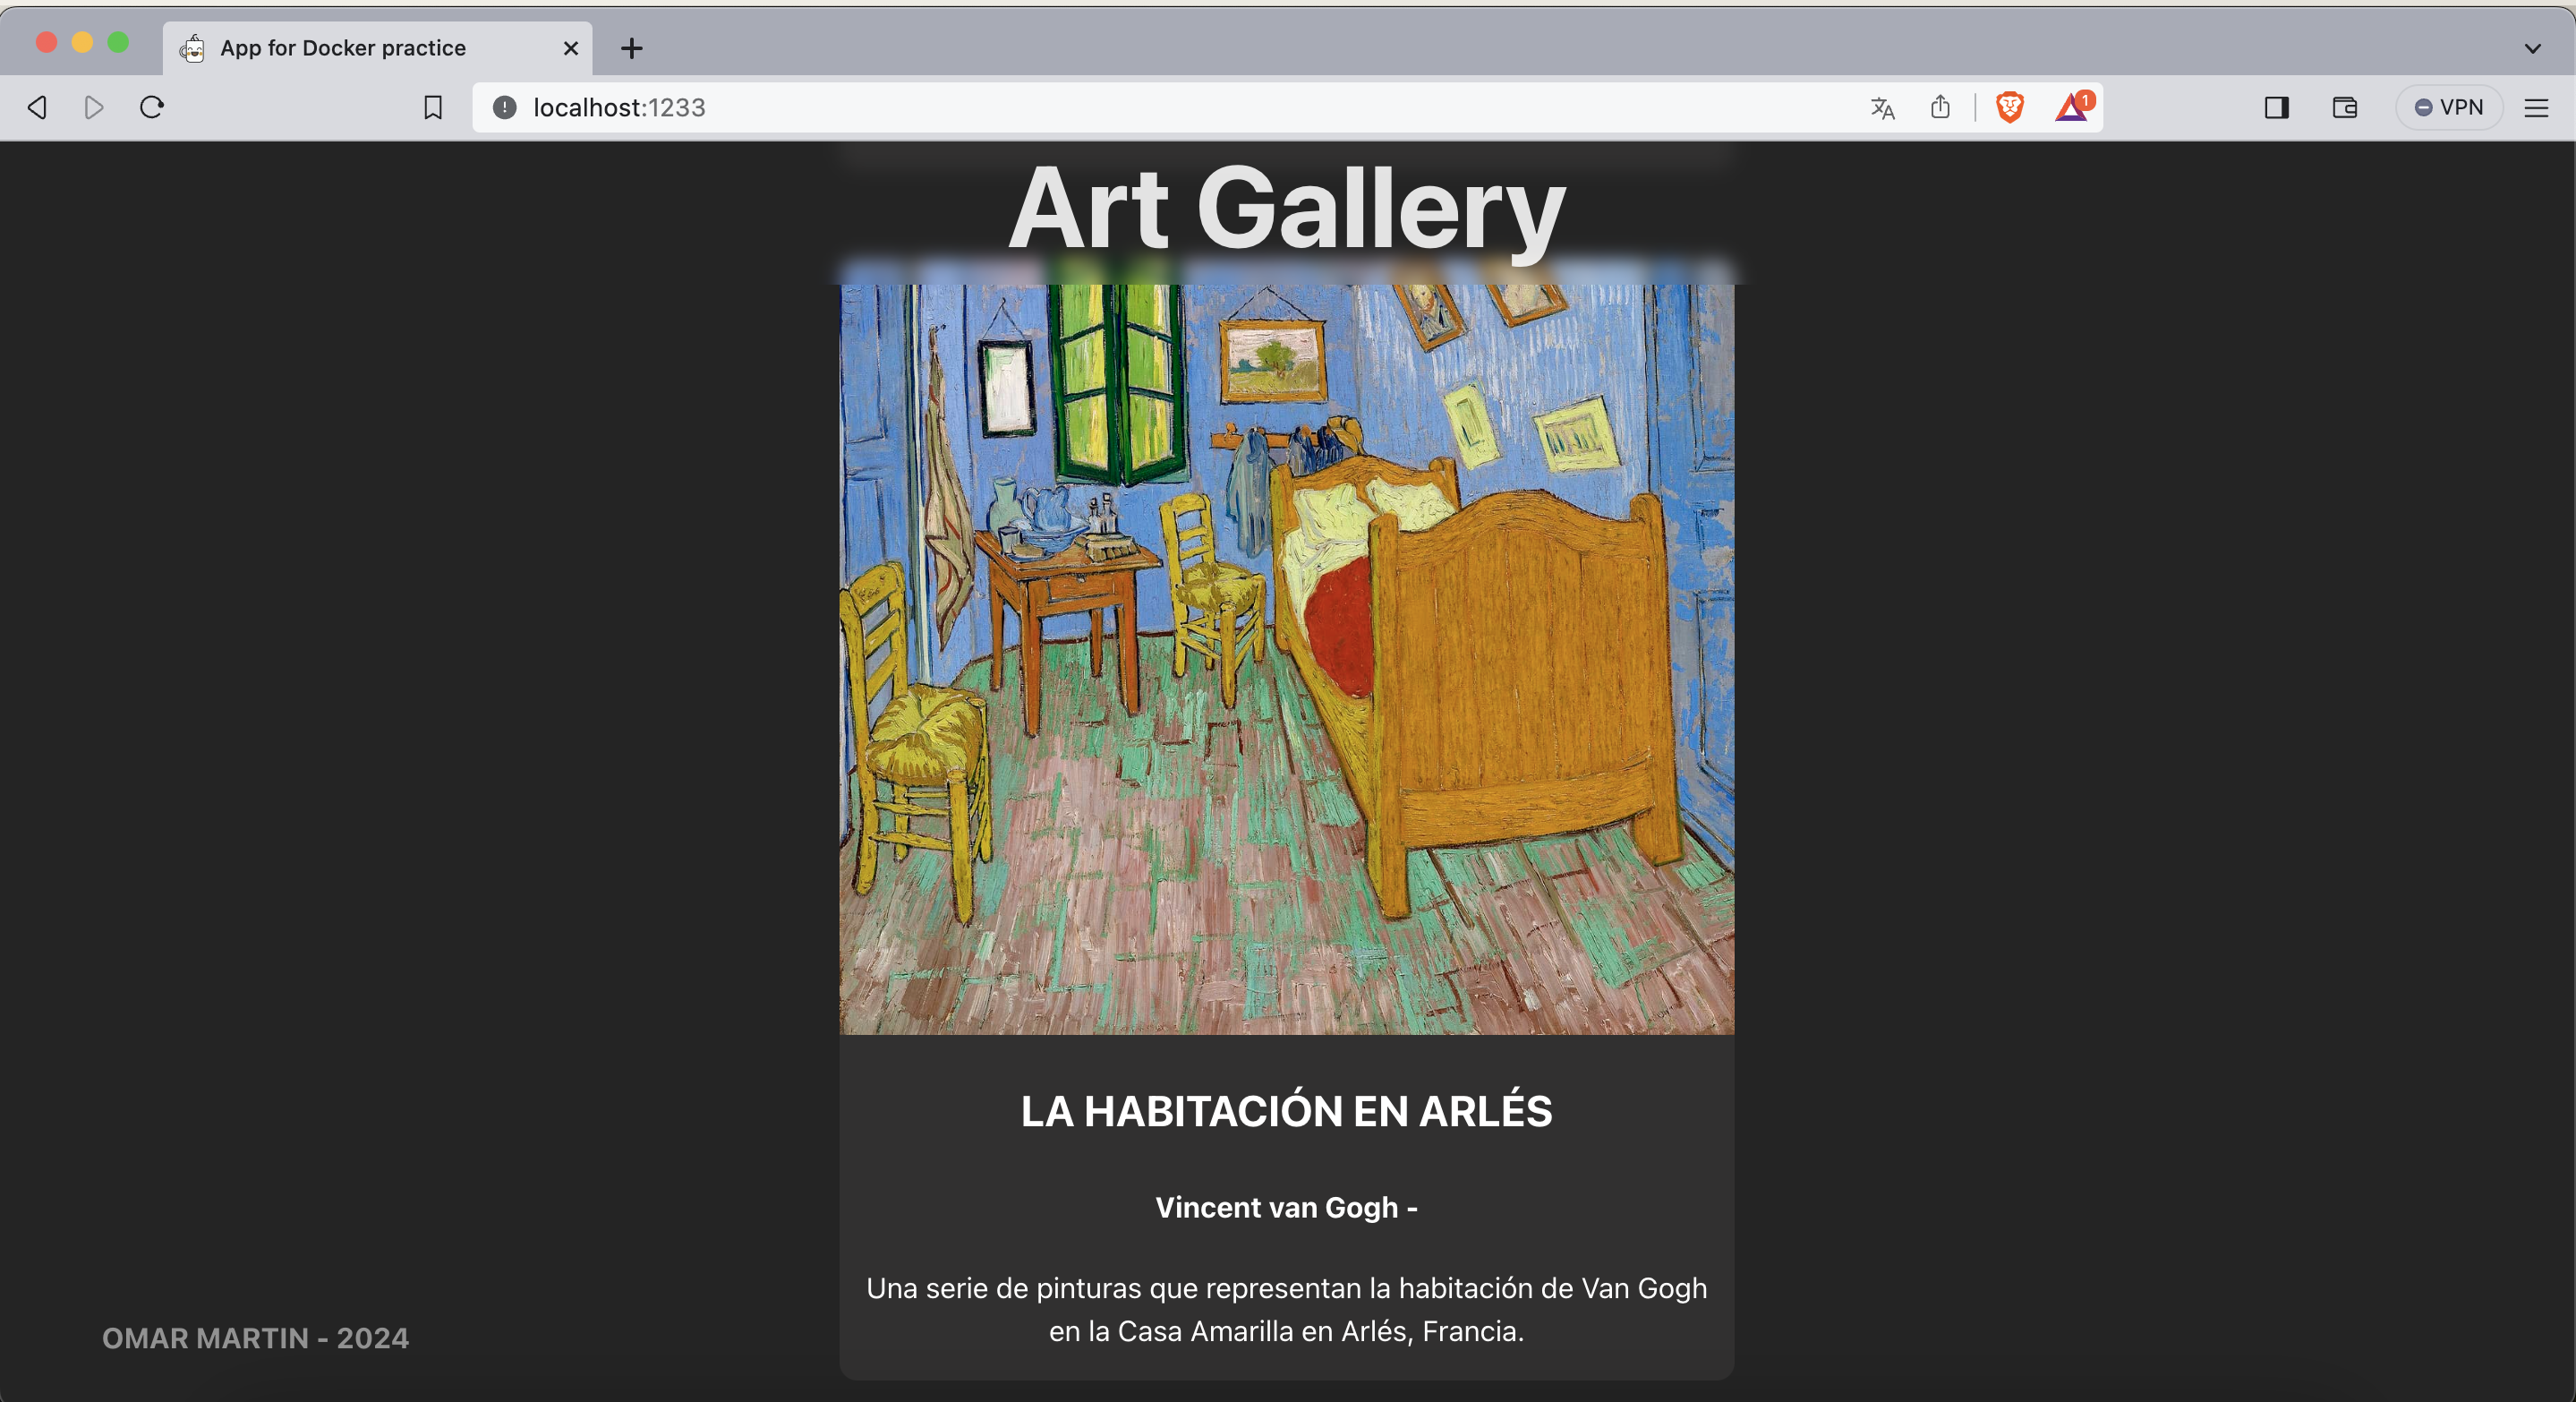 App for Docker practice
localhost:1233
1
VPN
Art Gallery
LA HABITACIÓN EN ARLÉS
Vincent van Gogh -
Una serie de pinturas que representan la habitación de Van Gogh
en la Casa Amarilla en Arlés, Francia.
OMAR MARTIN - 2024